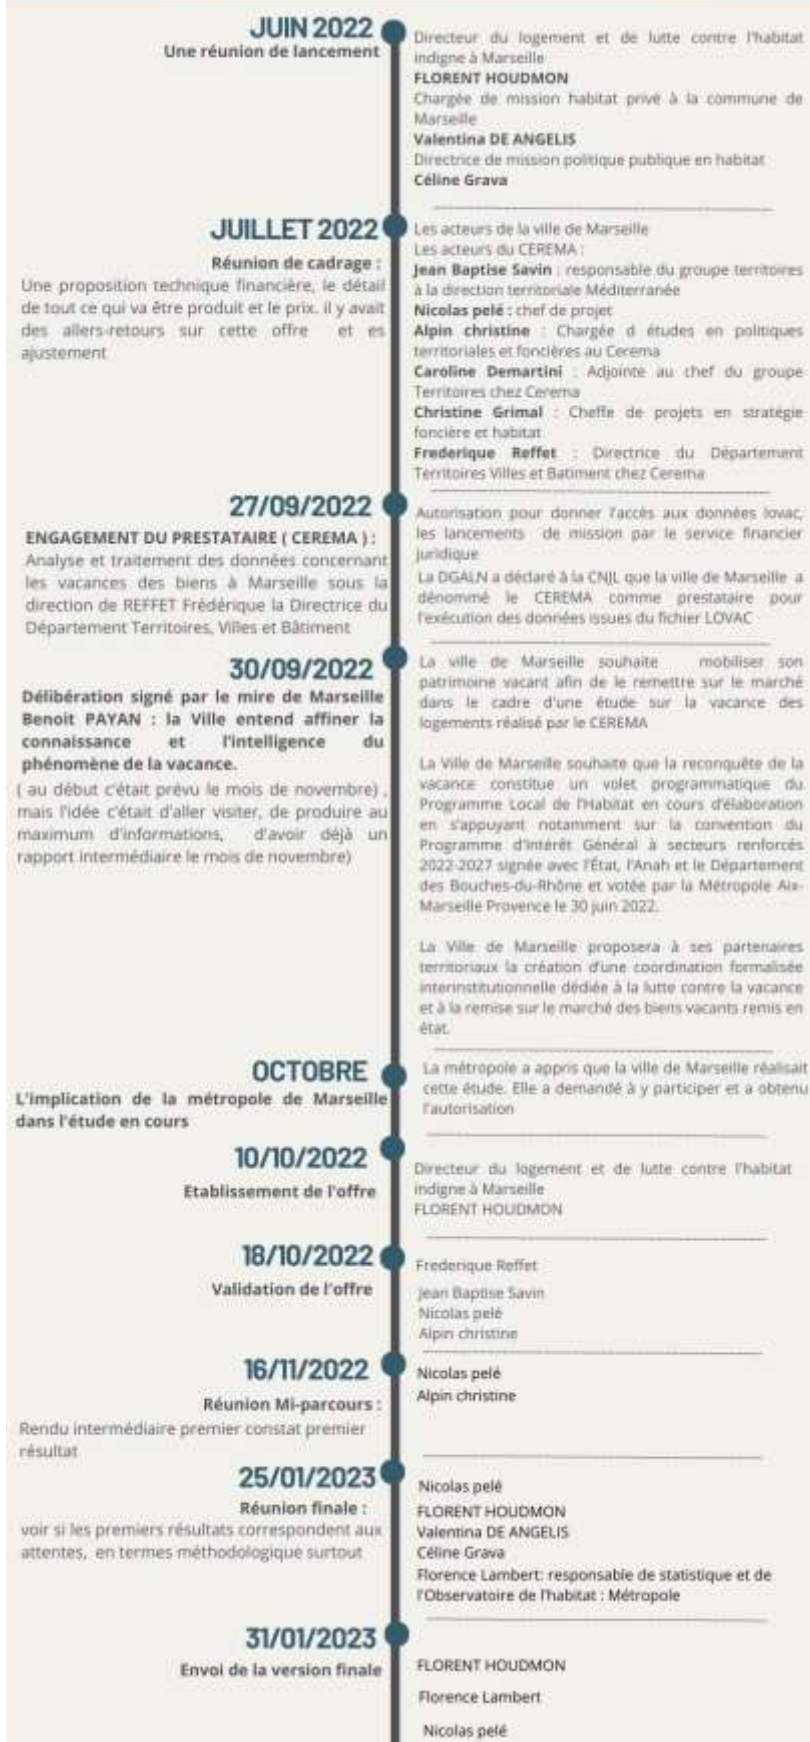 JUIN 2022
Une réunion de lancement
Directeur du logement et de lutte contre l'habitat
indigne à Marseille
FLORENT HOUDMON
Chargée de mission habitat privé à la commune de
Marseille
Valentina DE ANGELIS
Directrice de mission politique publique en habitat
Céline Grava
JUILLET 2022
Réunion de cadrage :
Une proposition technique financière, le détail
de tout ce qui va être produit et le prix. il y avait
des allers-retours sur cette offre et es
ajustement
Les acteurs de la ville de Marseille
Les acteurs du CEREMA :
Jean Baptise Savin : responsable du groupe territoires
à la direction territoriale Méditerranée
Nicolas pelé : chef de projet
Alpin christine : Chargée d études en politiques
territoriales et foncières au Cerema
Caroline Demartini : Adjointe au chef du groupe
Territoires chez Cerema
Christine Grimal : Cheffe de projets en stratégie
foncière et habitat
Frederique Reffet : Directrice du Département
Territoires Villes et Batiment chez Cerema
27/09/2022
ENGAGEMENT DU PRESTATAIRE ( CEREMA ) :
Analyse et traitement des données concernant
les vacances des biens à Marseille sous la
direction de REFFET Frédérique la Directrice du
Département Territoires, Villes et Bâtiment
Autorisation pour donner l'accès aux données lovac,
les lancements de mission par le service financier
juridique
La DGALN a déclaré à la CNJL que la ville de Marseille a
dénommé le CEREMA comme prestataire pour
l'exécution des données issues du fichier LOVAC
30/09/2022
Délibération signé par le mire de Marseille
Benoit PAYAN : la Ville entend affiner la
connaissance et l'intelligence du
phénomène de la vacance.
( au début c'était prévu le mois de novembre) ,
mais l'idée c'était d'aller visiter, de produire au
maximum d'informations, d'avoir déjà un
rapport intermédiaire le mois de novembre)
La ville de Marseille souhaite mobiliser son
patrimoine vacant afin de le remettre sur le marché
dans le cadre d'une étude sur la vacance des
logements réalisé par le CEREMA
La Ville de Marseille souhaite que la reconquête de la
vacance constitue un volet programmatique du
Programme Local de l'Habitat en cours d'élaboration
en s'appuyant notamment sur la convention du
Programme d'Intérêt Général à secteurs renforcés
2022-2027 signée avec l'État, l'Anah et le Département
des Bouches-du-Rhône et votée par la Métropole Aix-
Marseille Provence le 30 juin 2022.
La Ville de Marseille proposera à ses partenaires
territoriaux la création d'une coordination formalisée
interinstitutionnelle dédiée à la lutte contre la vacance
et à la remise sur le marché des biens vacants remis en
état.
OCTOBRE
L'implication de la métropole de Marseille
dans l'étude en cours
La métropole a appris que la ville de Marseille réalisait
cette étude. Elle a demandé à y participer et a obtenu
l'autorisation
10/10/2022
Etablissement de l'offre
Directeur du logement et de lutte contre l'habitat
indigne à Marseille
FLORENT HOUDMON
18/10/2022
Validation de l'offre
Frederique Reffet
Jean Baptise Savin
Nicolas pelé
Alpin christine
16/11/2022
Réunion Mi-parcours :
Rendu intermédiaire premier constat premier
résultat
Nicolas pelé
Alpin christine
25/01/2023
Réunion finale :
voir si les premiers résultats correspondent aux
attentes, en termes méthodologique surtout
Nicolas pelé
FLORENT HOUDMON
Valentina DE ANGELIS
Céline Grava
Florence Lambert: responsable de statistique et de
l'Observatoire de l'habitat : Métropole
31/01/2023
Envoi de la version finale
FLORENT HOUDMON
Florence Lambert
Nicolas pelé